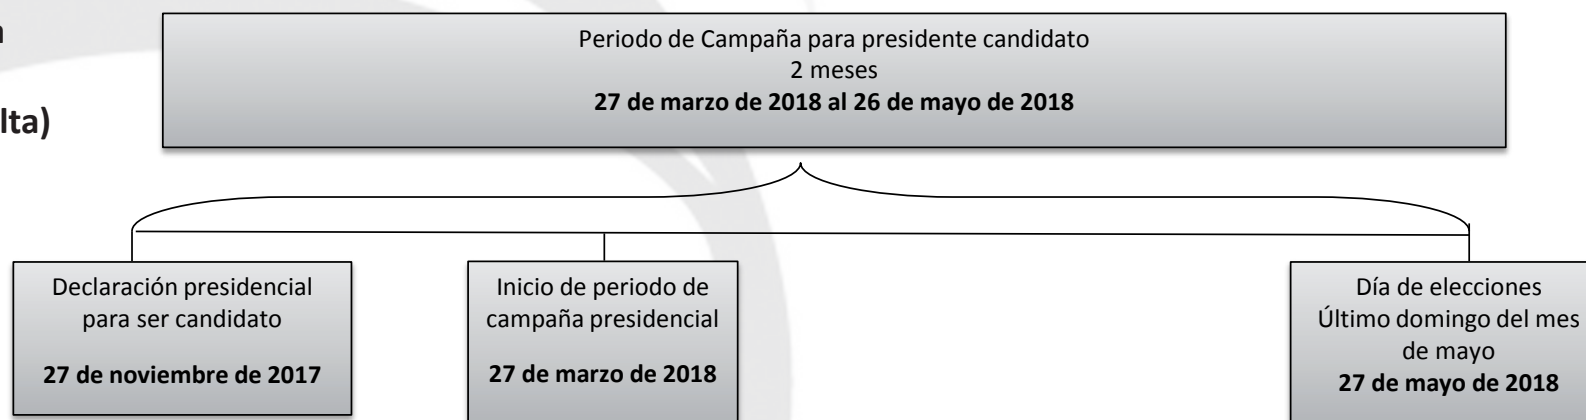 Periodo de Campaña para presidente candidato
2 meses
27 de marzo de 2018 al 26 de mayo de 2018
Declaración presidencial
para ser candidato
27 de noviembre de 2017
Inicio de periodo de
campaña presidencial
27 de marzo de 2018
Día de elecciones
Último domingo del mes
de mayo
27 de mayo de 2018